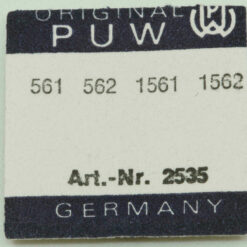 ORIGINAL
PUW
561 562 1561 1562
Art.-Nr. 2535
GERMANY